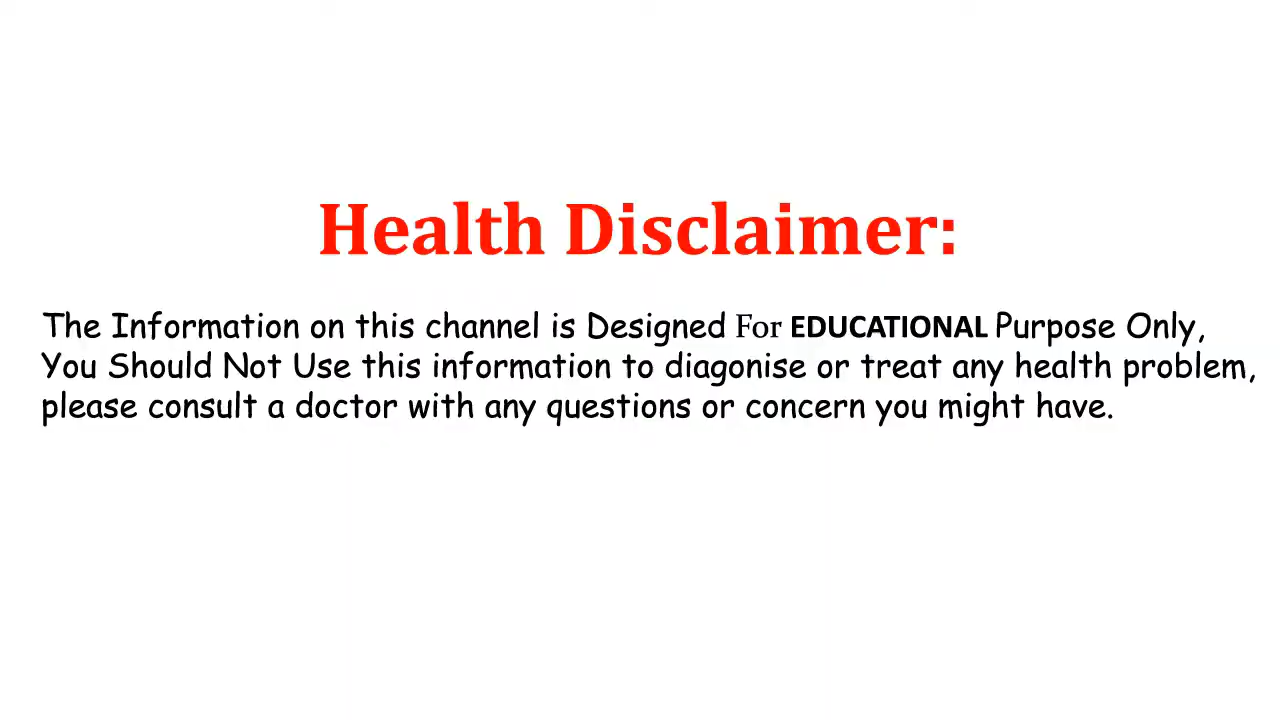 Health Disclaimer:
The Information on this channel is Designed For EDUCATIONAL Purpose Only,
You Should Not Use this information to diagonise or treat any health problem,
please consult a doctor with any questions or concern you might have.